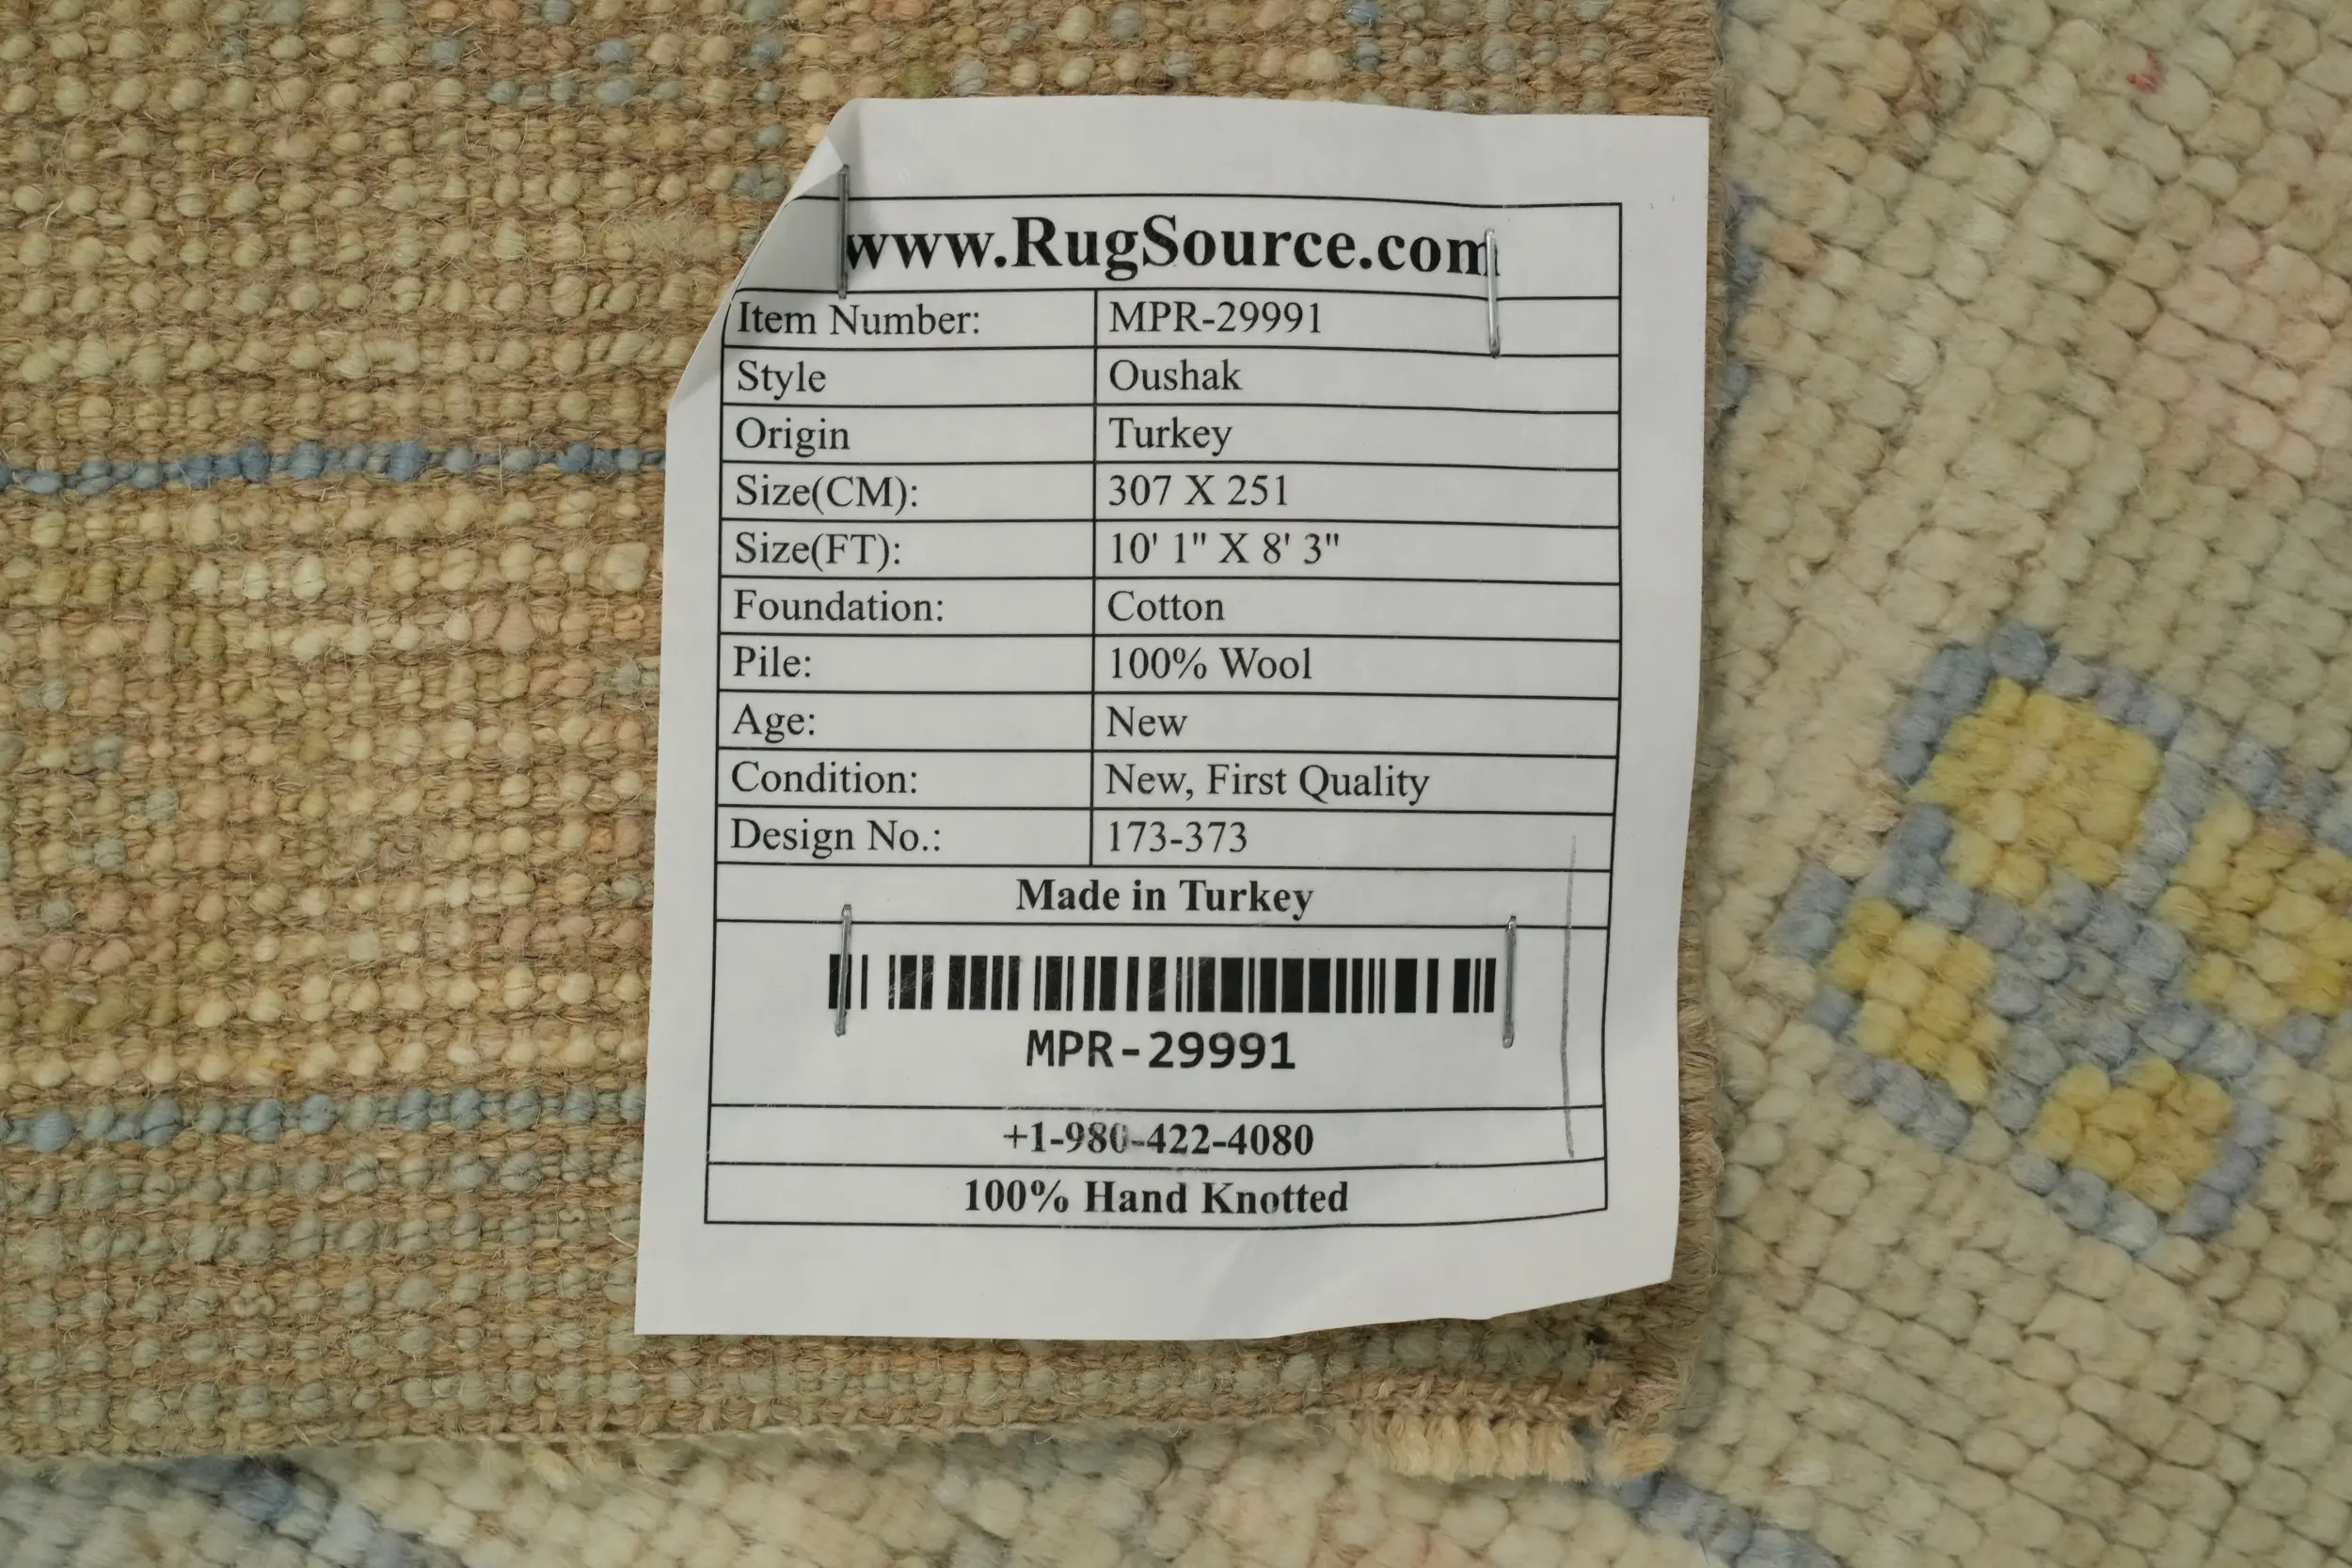 www.RugSource.com
Item Number: MPR-29991
Style Oushak
Origin Turkey
Size(CM): 307 X 251
Size(FT): 10' 1" X 8' 3"
Foundation: Cotton
Pile: 100% Wool
Age: New
Condition: New, First Quality
Design No.: 173-373
Made in Turkey
MPR-29991
+1-980-422-4080
100% Hand Knotted